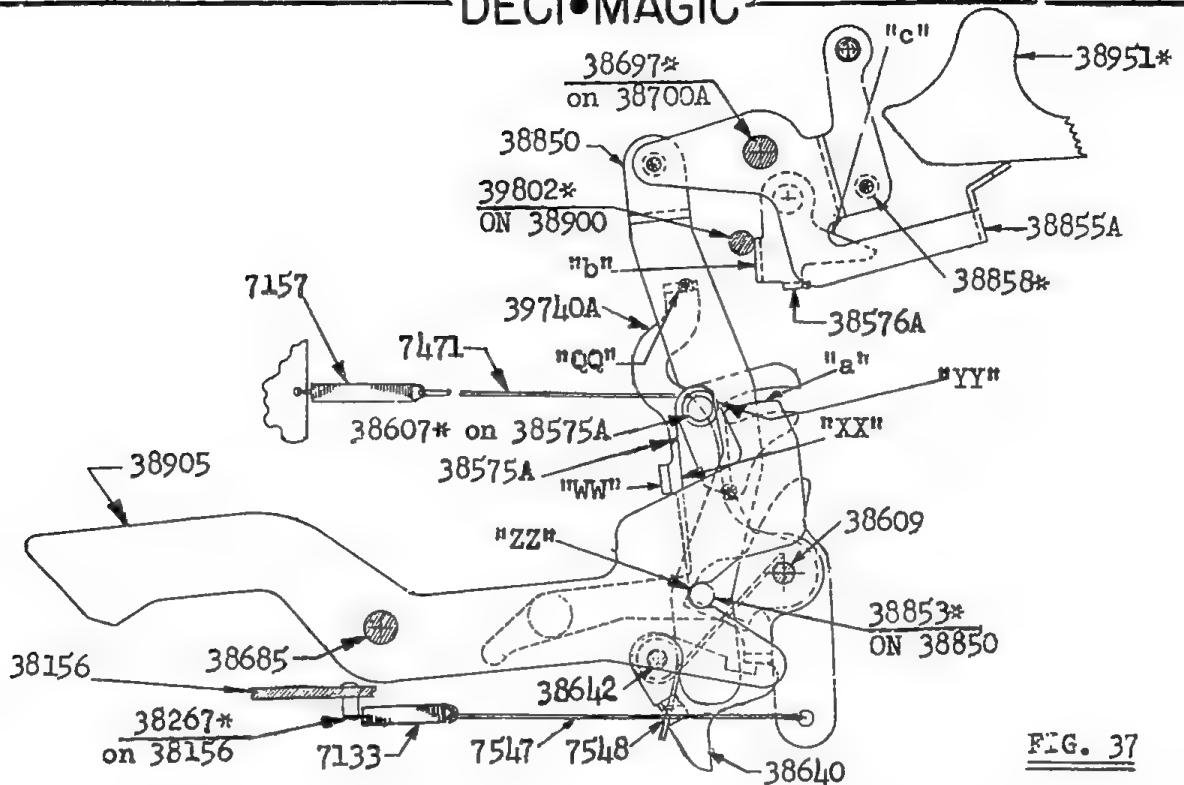 DECI•MAGIC
"c"
38951*
38697*
on 38700A
38850
39802*
ON 38900
"b"
38855A
38858*
7157
39740A
38576A
7471
"QQ"
"a"
"YY"
38607* on 38575A
"XX"
38575A
38905
"WW"
38609
"ZZ"
38853*
ON 38850
38156
38685
38642
38267*
on 38156
7133
7547
7548
38640
FIG. 37